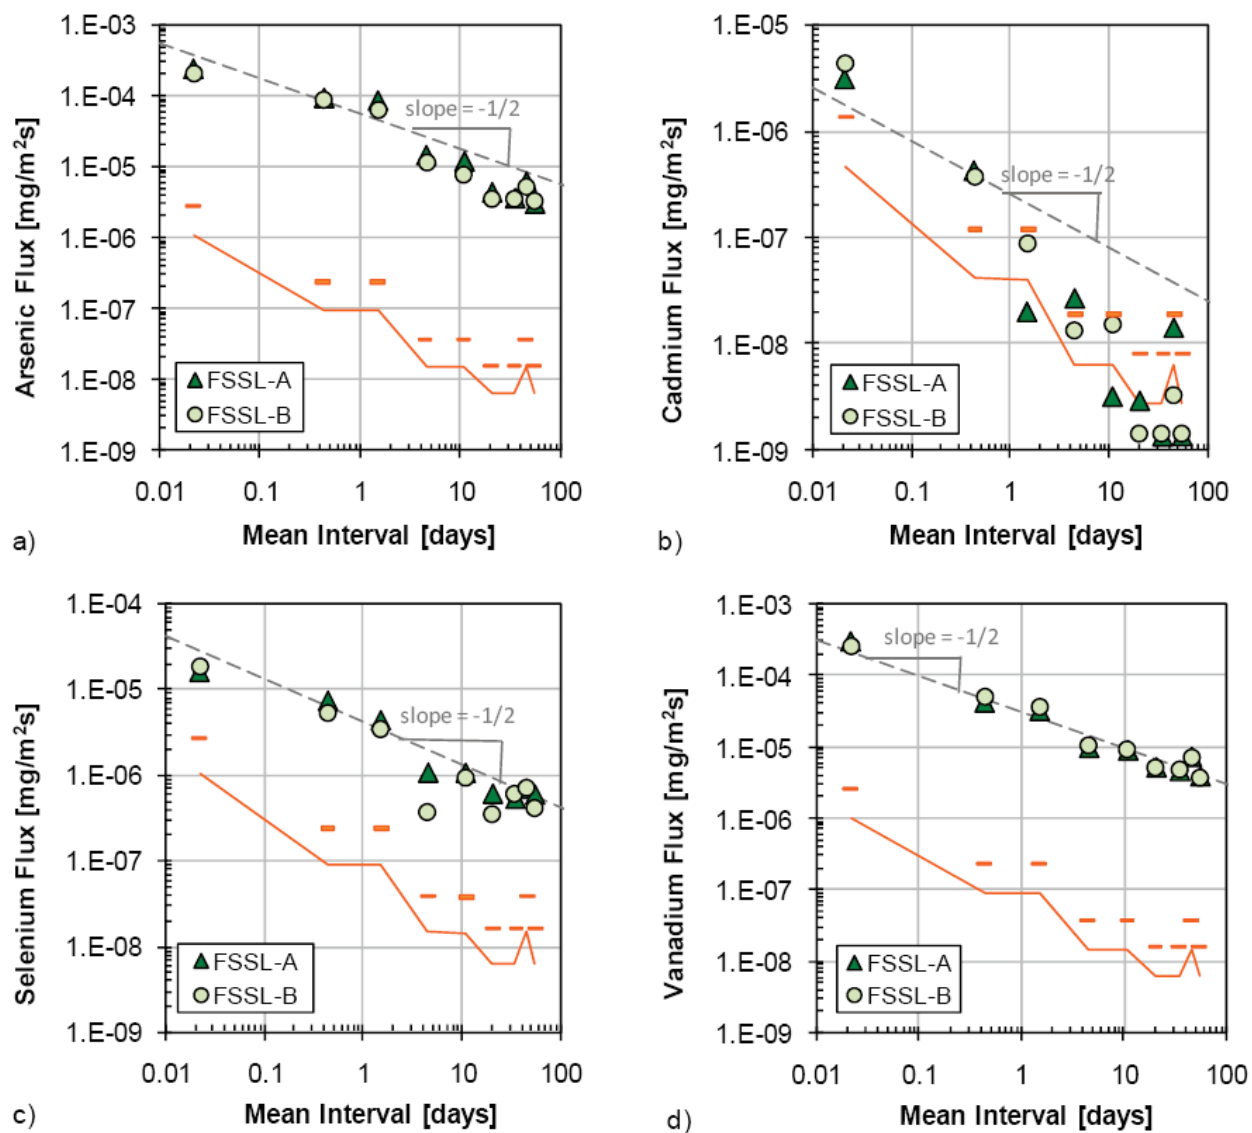 1.E-03
1.E-04
1.E-05
1.E-06
1.E-07
1.E-08
1.E-09
Arsenic Flux [mg/m²s]
slope = -1/2
FSSL-A
FSSL-B
0.01 0.1 1 10 100
Mean Interval [days]
a)
1.E-05
1.E-06
1.E-07
1.E-08
1.E-09
Cadmium Flux [mg/m²s]
slope = -1/2
FSSL-A
FSSL-B
0.01 0.1 1 10 100
Mean Interval [days]
b)
1.E-04
1.E-05
1.E-06
1.E-07
1.E-08
1.E-09
Selenium Flux [mg/m²s]
slope = -1/2
FSSL-A
FSSL-B
0.01 0.1 1 10 100
Mean Interval [days]
c)
1.E-03
1.E-04
1.E-05
1.E-06
1.E-07
1.E-08
1.E-09
Vanadium Flux [mg/m²s]
slope = -1/2
FSSL-A
FSSL-B
0.01 0.1 1 10 100
Mean Interval [days]
d)